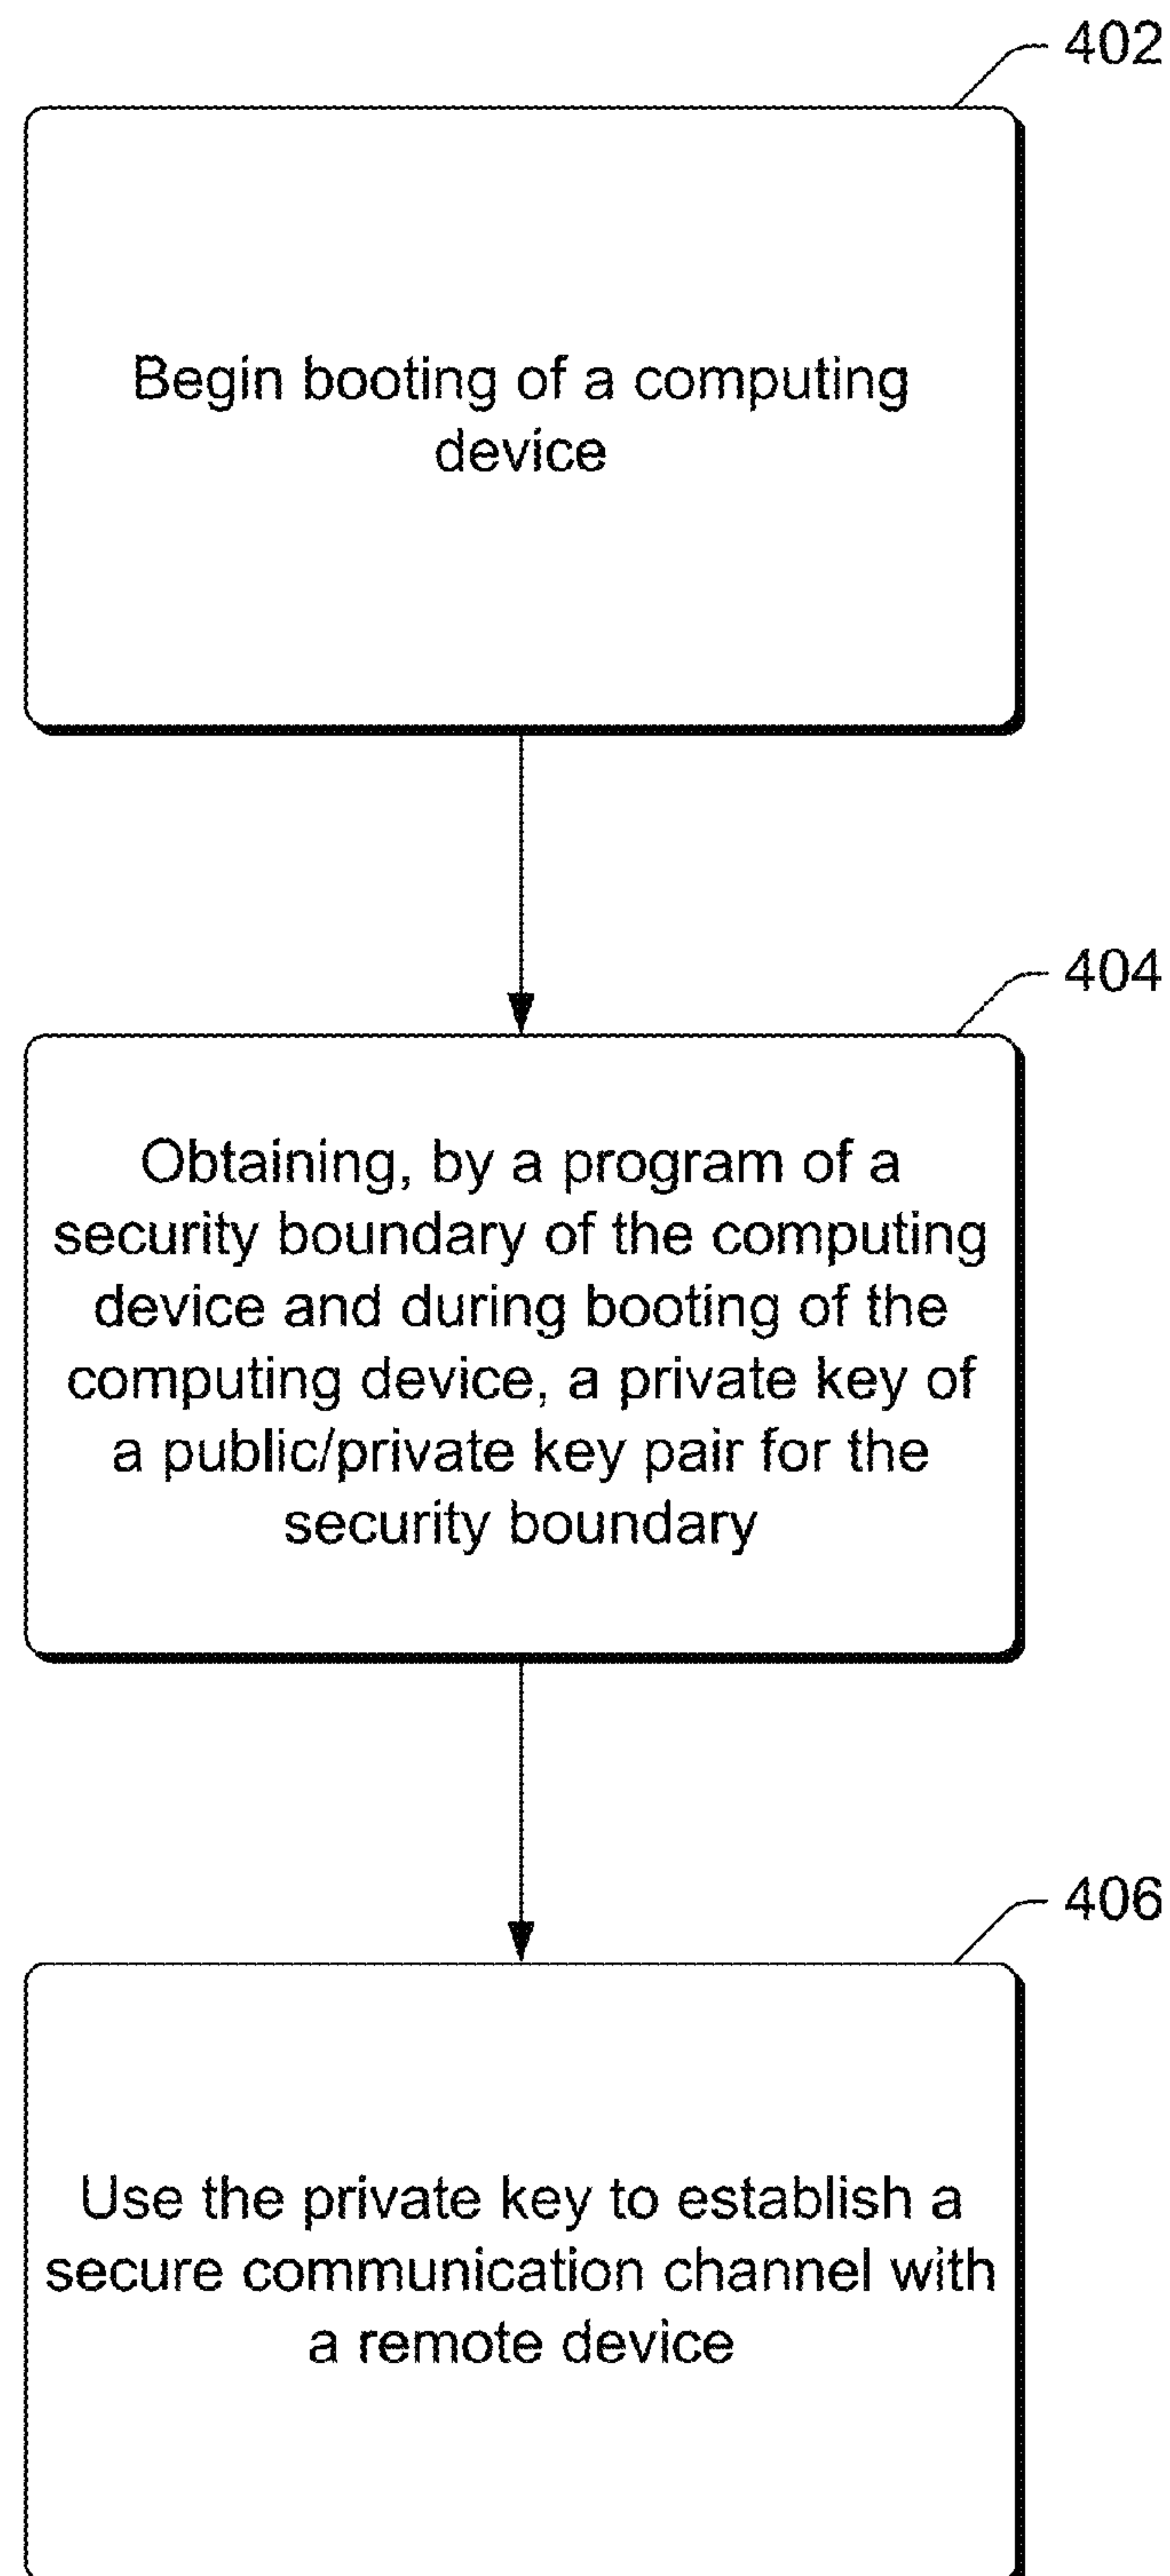 402
Begin booting of a computing
device
404
Obtaining, by a program of a
security boundary of the computing
device and during booting of the
computing device, a private key of
a public/private key pair for the
security boundary
406
Use the private key to establish a
secure communication channel with
a remote device